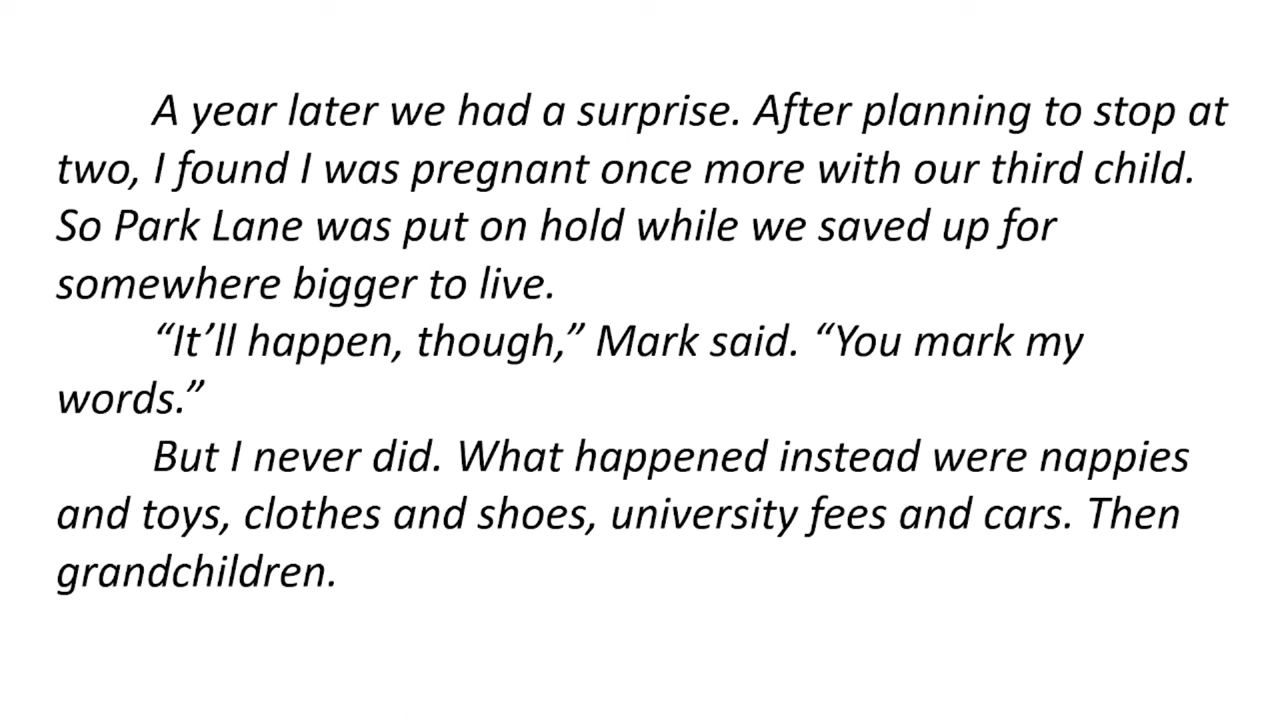 A year later we had a surprise. After planning to stop at
two, I found I was pregnant once more with our third child.
So Park Lane was put on hold while we saved up for
somewhere bigger to live.
“It’ll happen, though,” Mark said. “You mark my
words.”
But I never did. What happened instead were nappies
and toys, clothes and shoes, university fees and cars. Then
grandchildren.